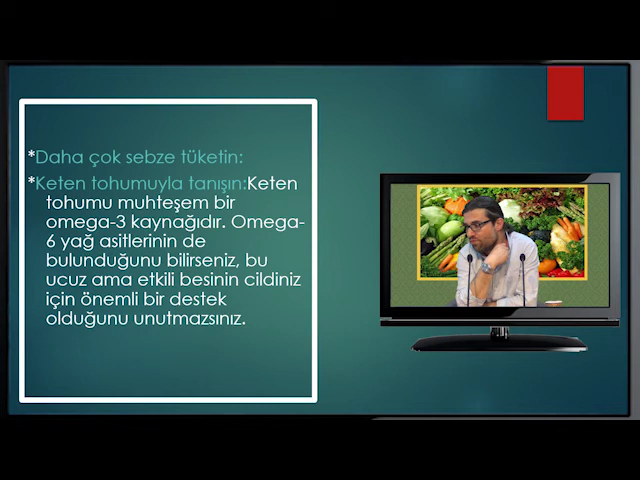 *Daha çok sebze tüketin:
*Keten tohumuyla tanışın:Keten
tohumu muhteşem bir
omega-3 kaynağıdır. Omega-
6 yağ asitlerinin de
bulunduğunu bilirseniz, bu
ucuz ama etkili besinin cildiniz
için önemli bir destek
olduğunu unutmazsınız.